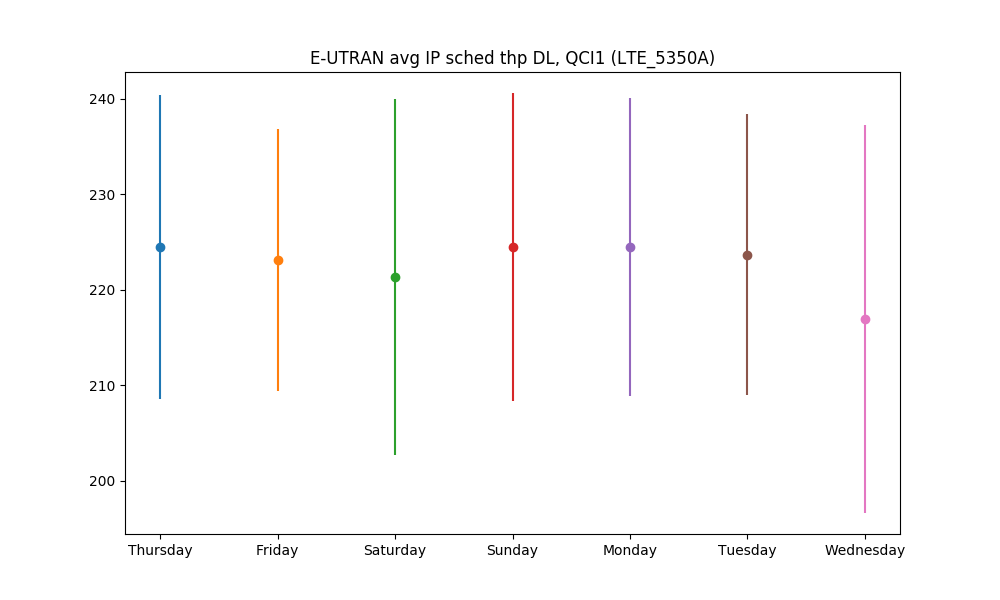 E-UTRAN avg IP sched thp DL, QCI1 (LTE_5350A)
240
230
220
210
200
Thursday Friday Saturday Sunday Monday Tuesday Wednesday